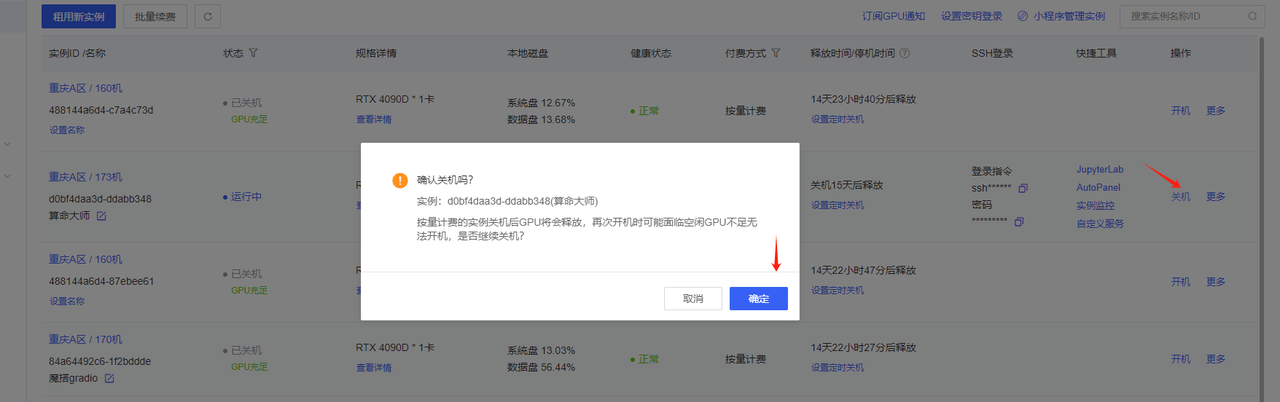 租用新实例 批量续费 订阅GPU通知 设置密钥登录 小程序管理实例 搜索实例名称/ID
实例ID /名称 状态 规格详情 本地磁盘 健康状态 付费方式 释放时间/停机时间 SSH登录 快捷工具 操作
重庆A区 / 160机
488144a6d4-c7a4c73d
设置名称
已关机
GPU充足
RTX 4090D * 1卡
查看详情
系统盘 12.67%
数据盘 13.68%
正常
按量计费
14天23小时40分后释放
设置定时关机
开机 更多
重庆A区 / 173机
d0bf4daa3d-ddabb348
算命大师
运行中
关机15天后释放
设置定时关机
登录指令
ssh******
密码
*********
JupyterLab
AutoPanel
实例监控
自定义服务
关机 更多
确认关机吗？
实例：d0bf4daa3d-ddabb348(算命大师)
按量计费的实例关机后GPU将会释放，再次开机时可能面临空闲GPU不足无
法开机，是否继续关机？
取消 确定
重庆A区 / 160机
488144a6d4-87ebee61
设置名称
已关机
GPU充足
14天22小时47分后释放
设置定时关机
开机 更多
重庆A区 / 170机
84a64492c6-1f2bddde
魔搭gradio
已关机
GPU充足
RTX 4090D * 1卡
查看详情
系统盘 13.03%
数据盘 56.44%
正常
按量计费
14天22小时27分后释放
设置定时关机
开机 更多